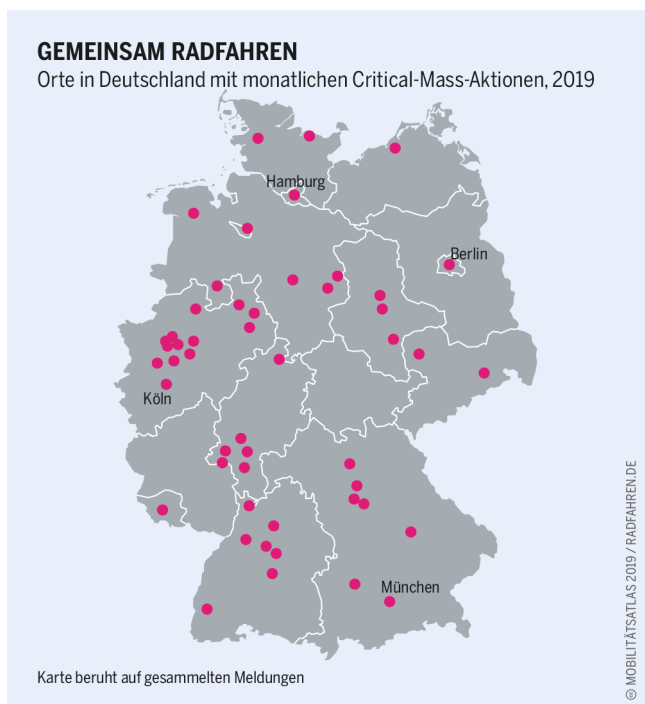 GEMEINSAM RADFAHREN
Orte in Deutschland mit monatlichen Critical-Mass-Aktionen, 2019
Hamburg
Berlin
Köln
München
Karte beruht auf gesammelten Meldungen
MOBILITÄTSATLAS 2019 / RADFAHREN.DE